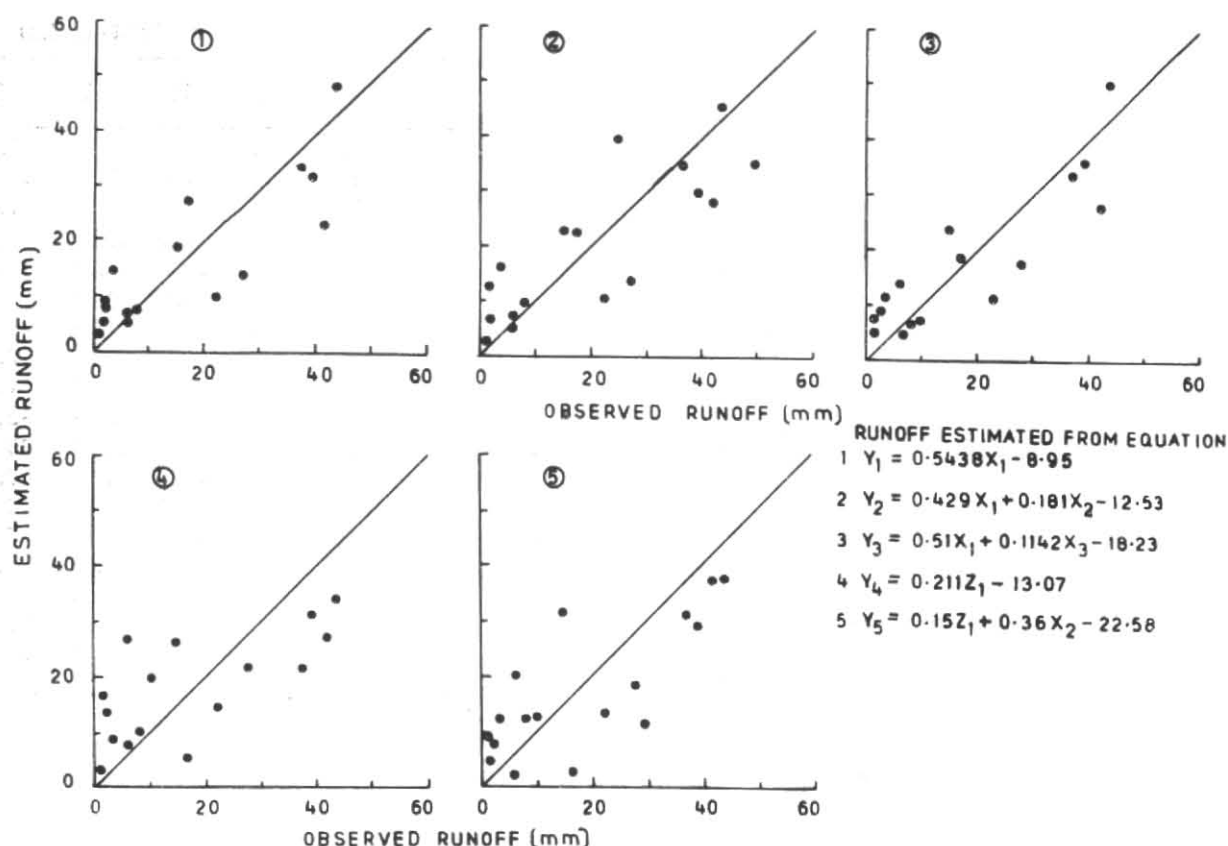 60
40
20
0
0 20 40 60
①
②
0 20 40 60
③
0 20 40 60
ESTIMATED RUNOFF (mm)
OBSERVED RUNOFF (mm)
60
40
20
0
0 20 40 60
④
⑤
0 20 40 60
OBSERVED RUNOFF (mm)
RUNOFF ESTIMATED FROM EQUATION
1 Y₁ = 0·5438X₁-8·95
2 Y₂ = 0·429X₁+0·181X₂-12·53
3 Y₃ = 0·51X₁+0·1142X₃-18·23
4 Y₄ = 0·211Z₁-13·07
5 Y₅ = 0·15Z₁+0·36X₂-22·58